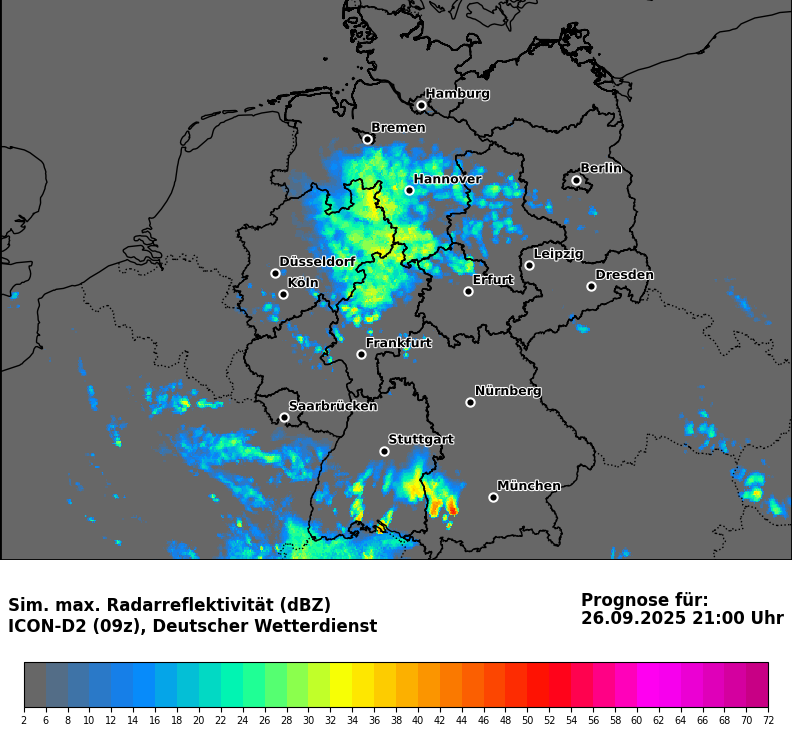 Hamburg
Bremen
Berlin
Hannover
Düsseldorf
Leipzig
Köln
Erfurt
Dresden
Frankfurt
Nürnberg
Saarbrücken
Stuttgart
München
Sim. max. Radarreflektivität (dBZ)
ICON-D2 (09z), Deutscher Wetterdienst
Prognose für:
26.09.2025 21:00 Uhr
2 6 8 10 12 14 16 18 20 22 24 26 28 30 32 34 36 38 40 42 44 46 48 50 52 54 56 58 60 62 64 66 68 70 72